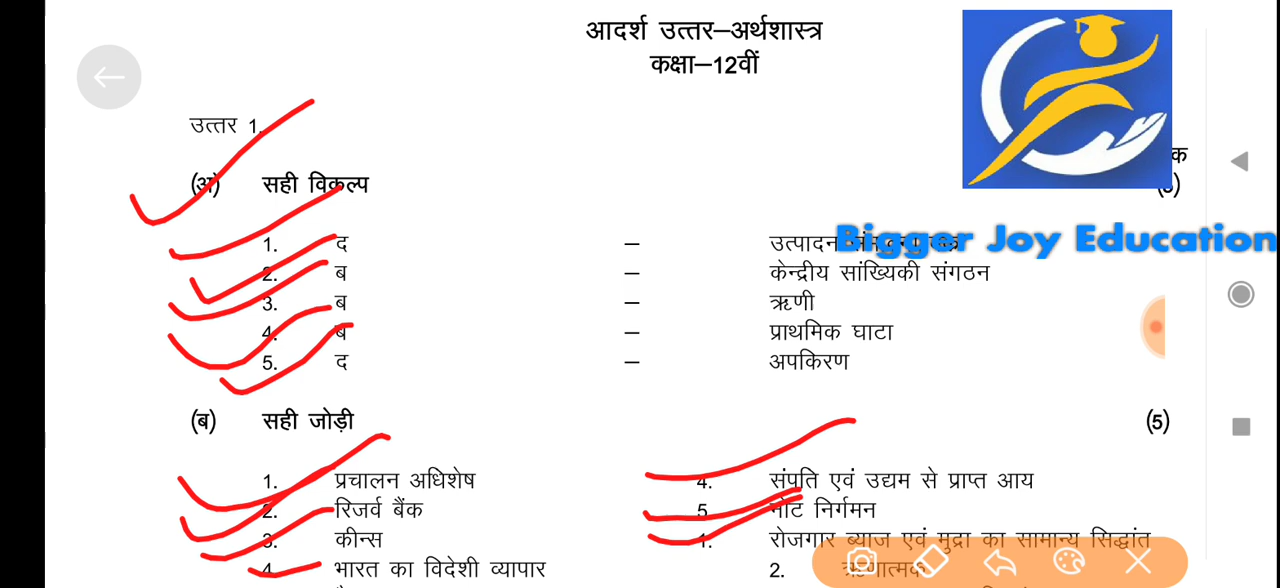 आदर्श उत्तर–अर्थशास्त्र
कक्षा–12वीं
उत्तर 1.
(अ) सही विकल्प
1. द – उत्पादन
Bigger Joy Education
2. ब – केन्द्रीय सांख्यिकी संगठन
3. ब – ऋणी
4. ब – प्राथमिक घाटा
5. द – अपकिरण
(ब) सही जोड़ी (5)
1. प्रचालन अधिशेष 4. संपति एवं उद्यम से प्राप्त आय
2. रिजर्व बैंक 5. नोट निर्गमन
3. कीन्स 1. रोजगार ब्याज एवं मुद्रा का सामान्य सिद्धांत
4. भारत का विदेशी व्यापार 2. ऋणात्मक